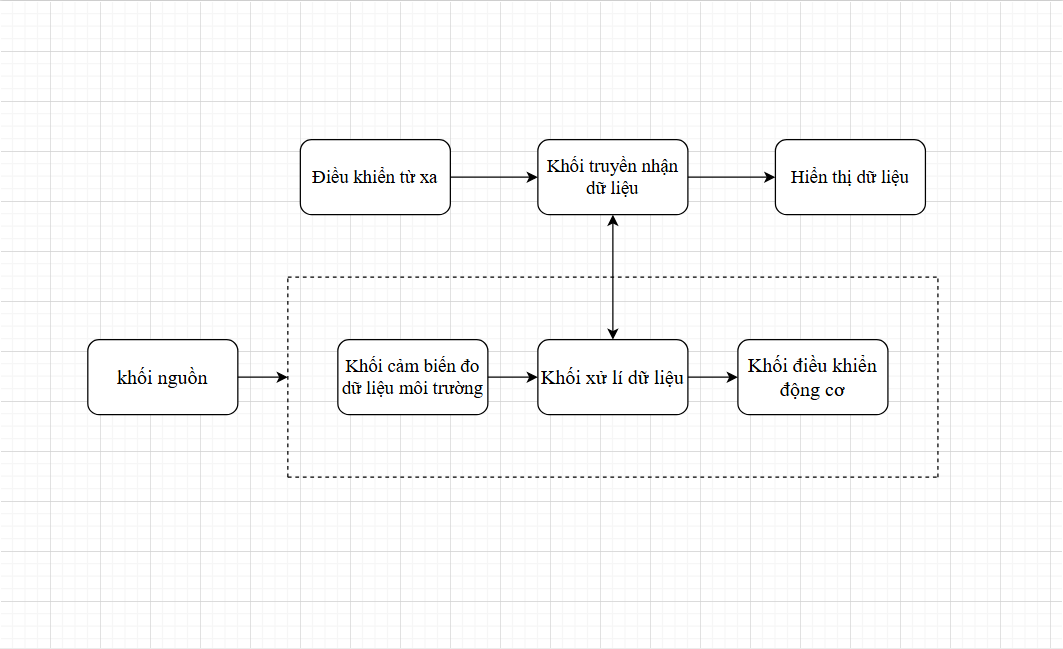 Điều khiển từ xa
Khối truyền nhận
dữ liệu
Hiển thị dữ liệu
khối nguồn
Khối cảm biến đo
dữ liệu môi trường
Khối xử lí dữ liệu
Khối điều khiển
động cơ